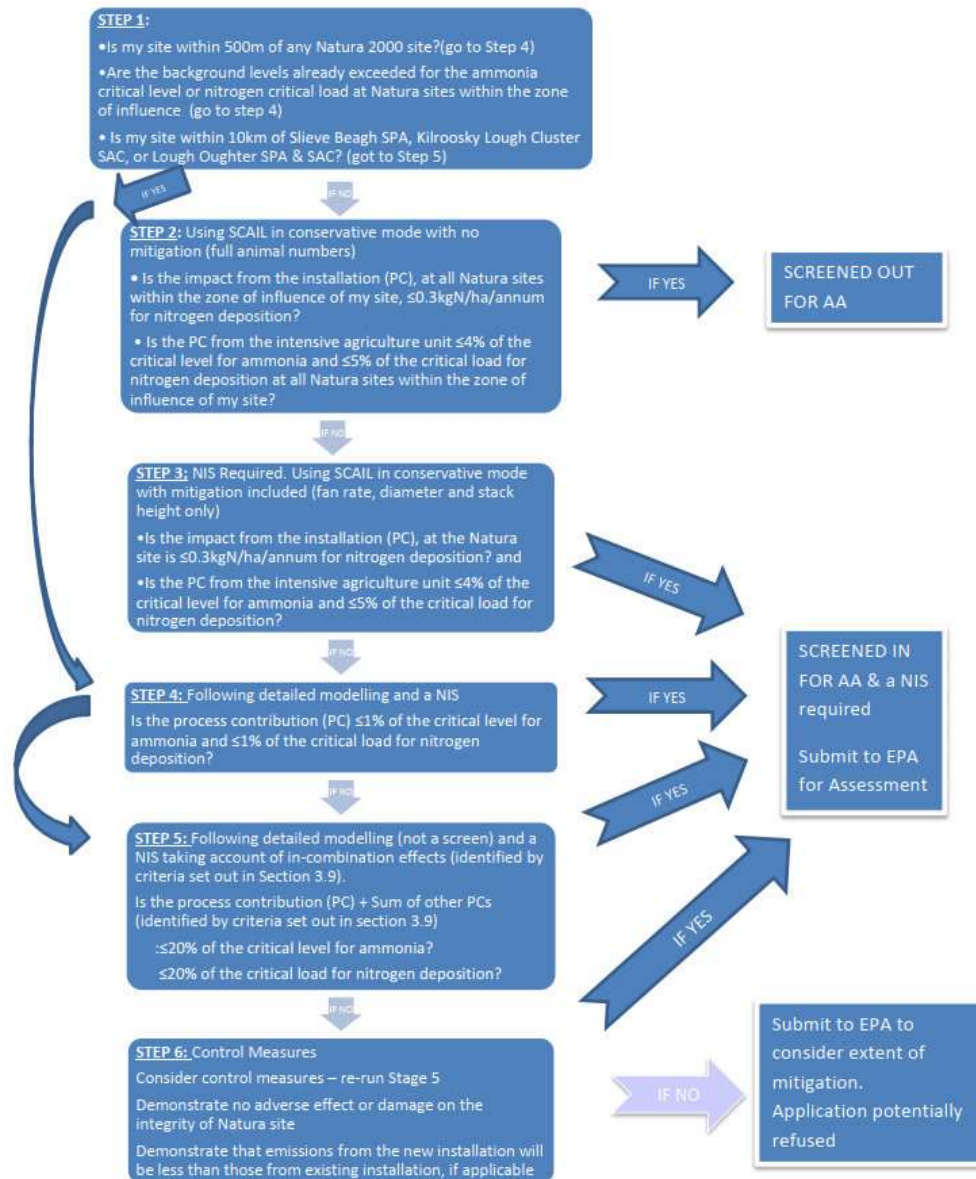 STEP 1:
•Is my site within 500m of any Natura 2000 site?(go to Step 4)
•Are the background levels already exceeded for the ammonia
critical level or nitrogen critical load at Natura sites within the zone
of influence (go to step 4)
• Is my site within 10km of Slieve Beagh SPA, Kilroosky Lough Cluster
SAC, or Lough Oughter SPA & SAC? (got to Step 5)
IF YES
IF NO
STEP 2: Using SCAIL in conservative mode with no
mitigation (full animal numbers)
• Is the impact from the installation (PC), at all Natura sites
within the zone of influence of my site, ≤0.3kgN/ha/annum
for nitrogen deposition?
• Is the PC from the intensive agriculture unit ≤4% of the
critical level for ammonia and ≤5% of the critical load for
nitrogen deposition at all Natura sites within the zone of
influence of my site?
IF YES
SCREENED OUT
FOR AA
IF NO
STEP 3: NIS Required. Using SCAIL in conservative mode
with mitigation included (fan rate, diameter and stack
height only)
•Is the impact from the installation (PC), at the Natura
site is ≤0.3kgN/ha/annum for nitrogen deposition? and
•Is the PC from the intensive agriculture unit ≤4% of the
critical level for ammonia and ≤5% of the critical load for
nitrogen deposition?
IF YES
IF NO
STEP 4: Following detailed modelling and a NIS
Is the process contribution (PC) ≤1% of the critical level for
ammonia and ≤1% of the critical load for nitrogen
deposition?
IF YES
SCREENED IN
FOR AA & a NIS
required
Submit to EPA
for Assessment
IF NO
STEP 5: Following detailed modelling (not a screen) and a
NIS taking account of in-combination effects (identified by
criteria set out in Section 3.9).
Is the process contribution (PC) + Sum of other PCs
(identified by criteria set out in section 3.9)
:≤20% of the critical level for ammonia?
≤20% of the critical load for nitrogen deposition?
IF YES
IF NO
STEP 6: Control Measures
Consider control measures – re-run Stage 5
Demonstrate no adverse effect or damage on the
integrity of Natura site
Demonstrate that emissions from the new installation will
be less than those from existing installation, if applicable
IF YES
IF NO
Submit to EPA to
consider extent of
mitigation.
Application potentially
refused